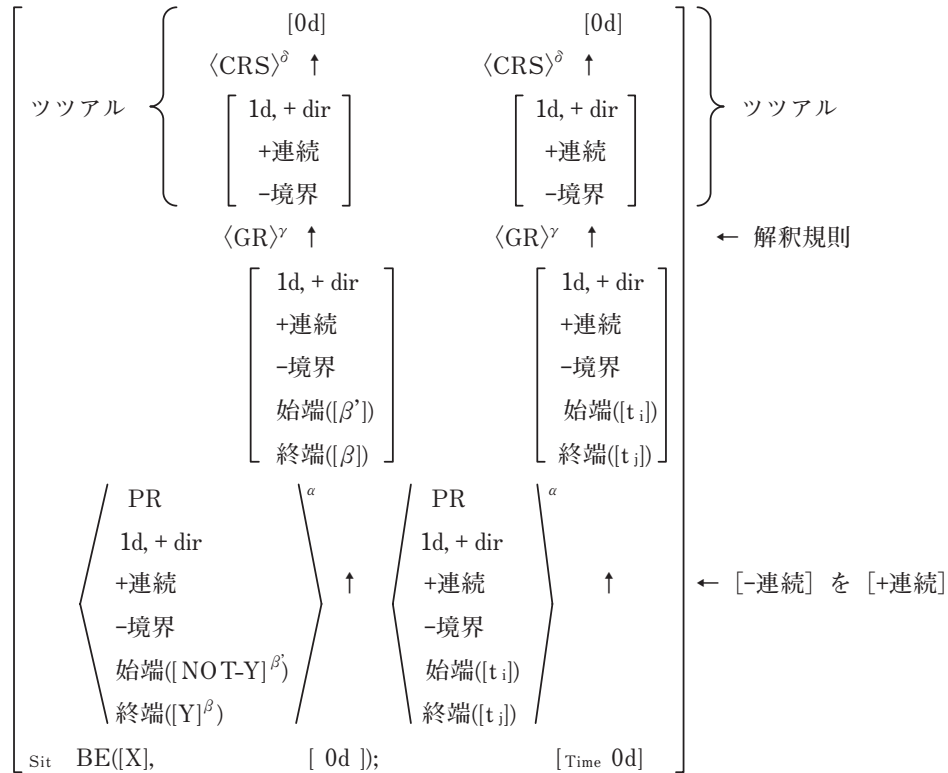 [0d] [0d]
〈CRS〉δ ↑ 〈CRS〉δ ↑
ツツアル 1d, + dir 1d, + dir ツツアル
+連続 +連続
−境界 −境界
〈GR〉γ ↑ 〈GR〉γ ↑ ← 解釈規則
1d, + dir 1d, + dir
+連続 +連続
−境界 −境界
始端([β’]) 始端([t i])
終端([β]) 終端([t j])
PR α PR α
1d, + dir 1d, + dir
+連続 ↑ +連続 ↑ ← [-連続] を [+連続]
−境界 −境界
始端([NOT-Y]β’) 始端([t i])
終端([Y]β) 終端([t j])
Sit BE([X], [ 0d ]); [Time 0d]